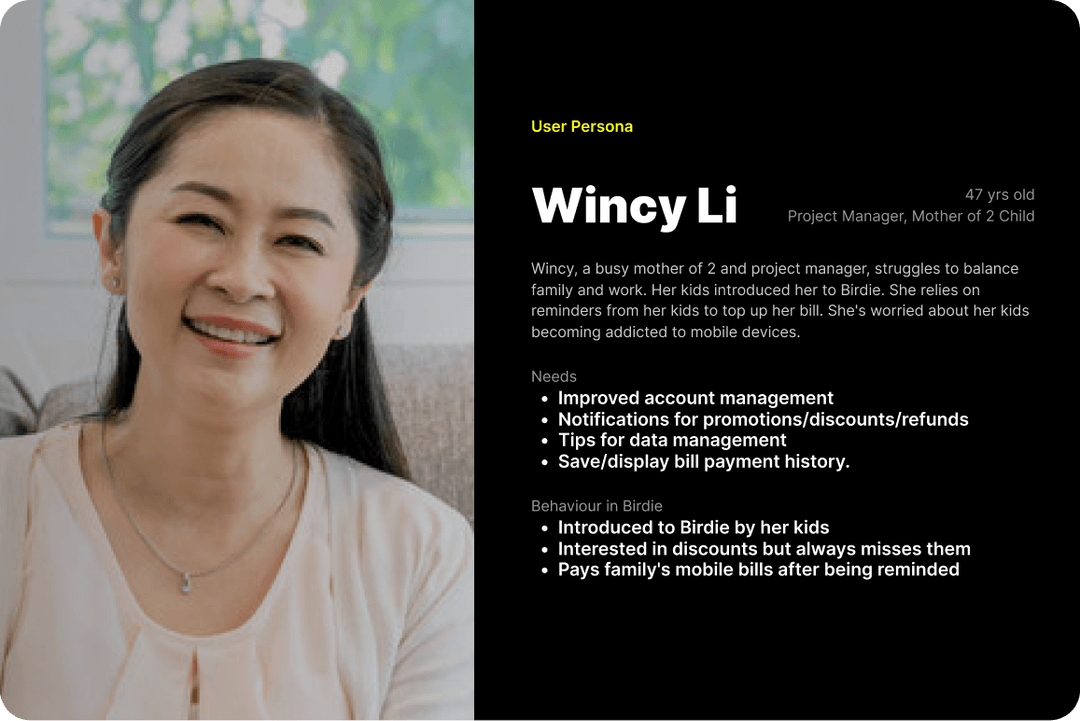 User Persona
Wincy Li
47 yrs old
Project Manager, Mother of 2 Child
Wincy, a busy mother of 2 and project manager, struggles to balance
family and work. Her kids introduced her to Birdie. She relies on
reminders from her kids to top up her bill. She's worried about her kids
becoming addicted to mobile devices.
Needs
• Improved account management
• Notifications for promotions/discounts/refunds
• Tips for data management
• Save/display bill payment history.
Behaviour in Birdie
• Introduced to Birdie by her kids
• Interested in discounts but always misses them
• Pays family's mobile bills after being reminded